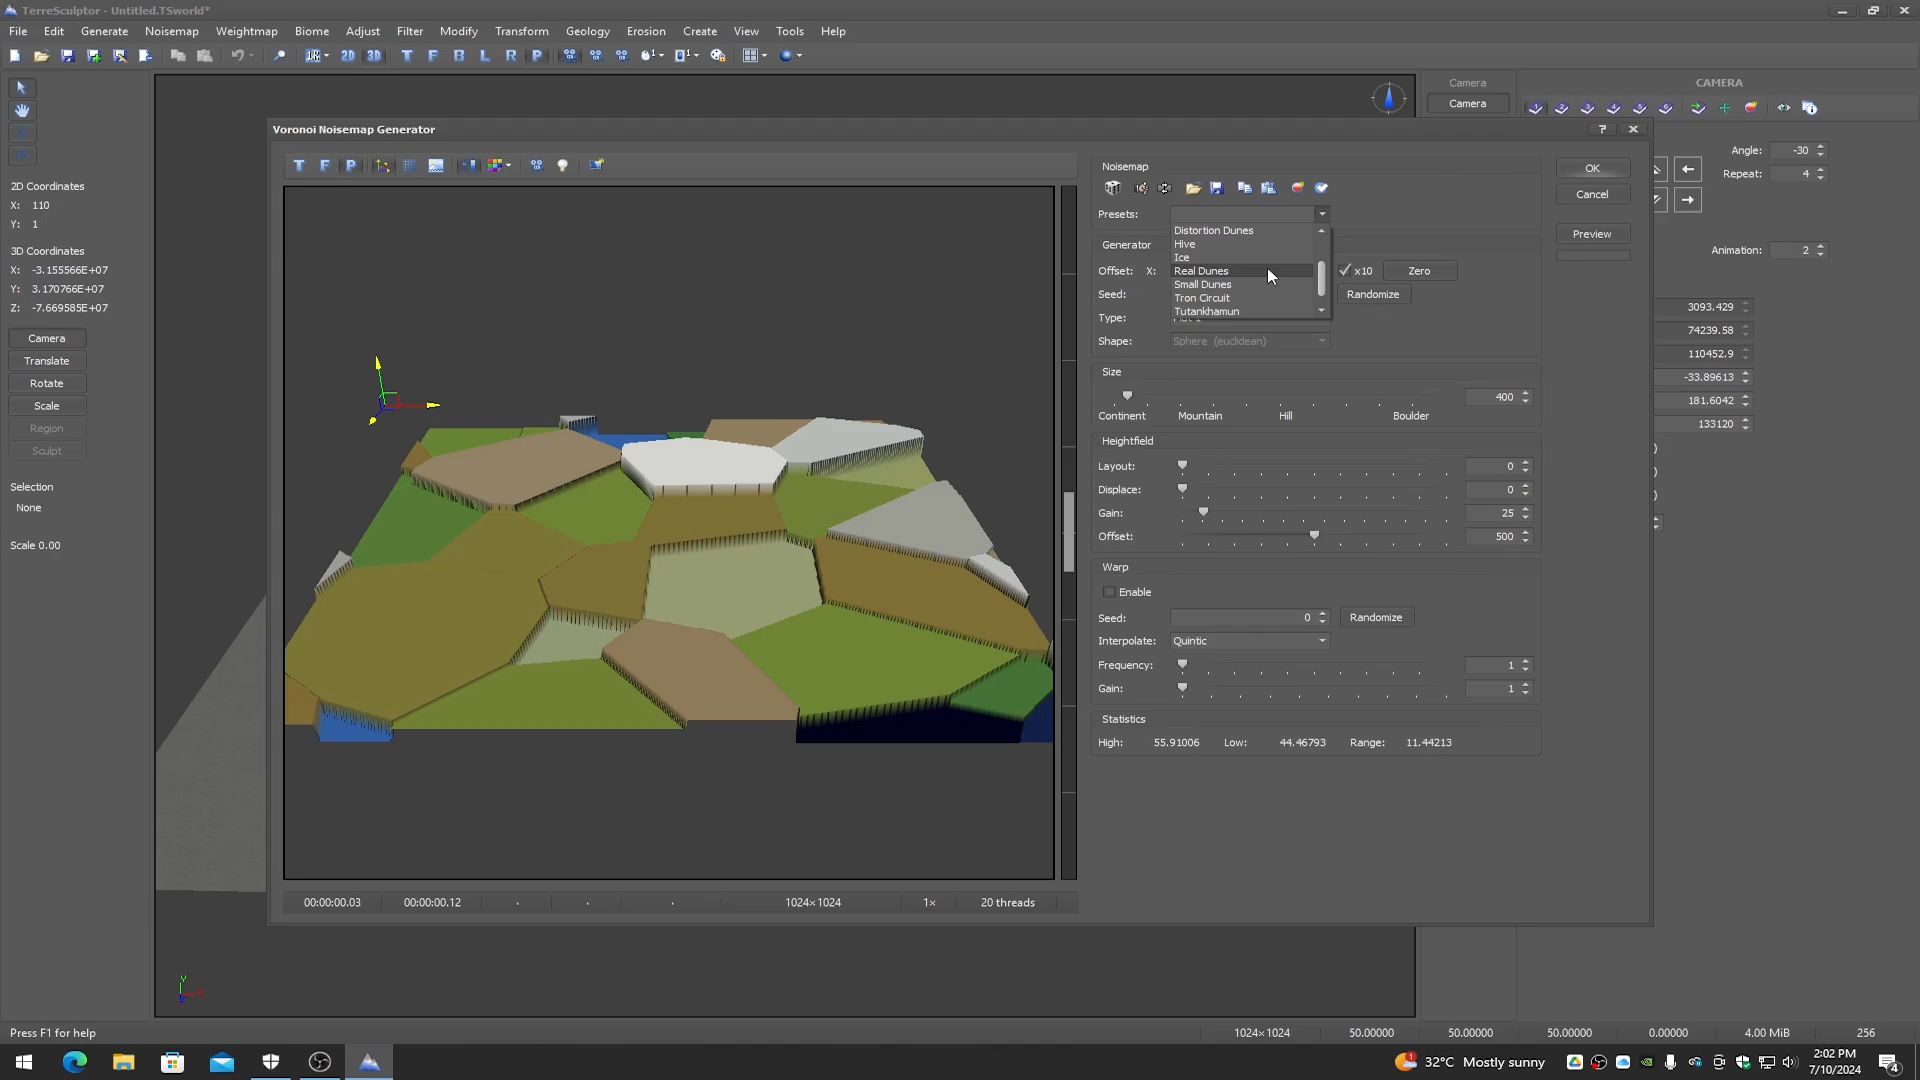 TerreSculptor - Untitled.TSworld*
File Edit Generate Noisemap Weightmap Biome Adjust Filter Modify Transform Geology Erosion Create View Tools Help
2D 3D T F B L R P
2D Coordinates
X: 110
Y: 1
3D Coordinates
X: -3.155566E+07
Y: 3.170766E+07
Z: -7.669585E+07
Camera
Translate
Rotate
Scale
Region
Sculpt
Selection
None
Scale 0.00
Camera
Camera
CAMERA
Angle: -30
Repeat: 4
Animation: 2
3093.429
74239.58
110452.9
-33.89613
181.6042
133120
Voronoi Noisemap Generator
T F P
Noisemap
Presets:
Distortion Dunes
Hive
Ice
Real Dunes
Small Dunes
Tron Circuit
Tutankhamun
Generator
Offset: X:
x10 Zero
Seed:
Randomize
Type:
Shape: Sphere (euclidean)
Size
400
Continent Mountain Hill Boulder
Heightfield
Layout: 0
Displace: 0
Gain: 25
Offset: 500
Warp
Enable
Seed: 0 Randomize
Interpolate: Quintic
Frequency: 1
Gain: 1
Statistics
High: 55.91006 Low: 44.46793 Range: 11.44213
OK
Cancel
Preview
00:00:00.03 00:00:00.12 . . . 1024×1024 1× 20 threads
Press F1 for help
1024×1024 50.00000 50.00000 50.00000 0.00000 4.00 MiB 256
32°C Mostly sunny
2:02 PM
7/10/2024
4